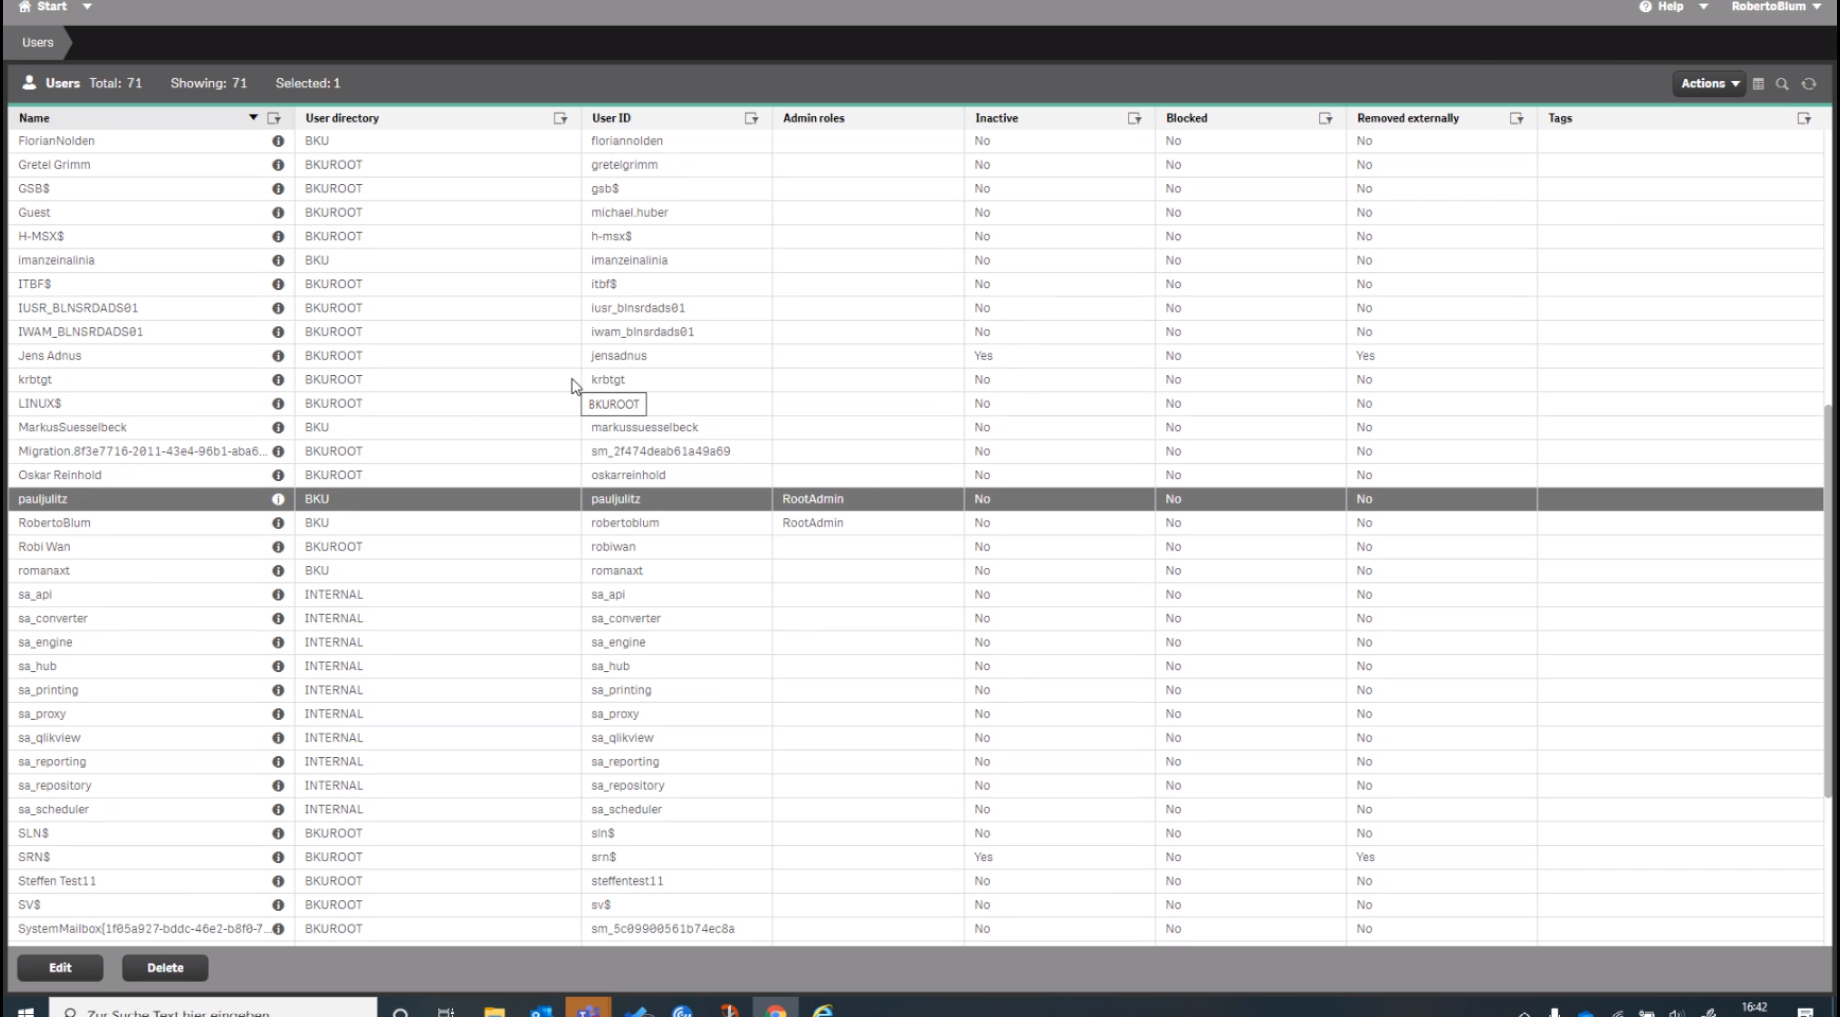 Start Help RobertoBlum
Users
Users Total: 71 Showing: 71 Selected: 1 Actions
Name User directory User ID Admin roles Inactive Blocked Removed externally Tags
FlorianNolden BKU floriannolden No No No
Gretel Grimm BKUROOT gretelgrimm No No No
GSB$ BKUROOT gsb$ No No No
Guest BKUROOT michael.huber No No No
H-MSX$ BKUROOT h-msx$ No No No
imanzeinalinia BKU imanzeinalinia No No No
ITBF$ BKUROOT itbf$ No No No
IUSR_BLNSRDADS01 BKUROOT iusr_blnsrdads01 No No No
IWAM_BLNSRDADS01 BKUROOT iwam_blnsrdads01 No No No
Jens Adnus BKUROOT jensadnus Yes No Yes
krbtgt BKUROOT krbtgt No No No
LINUX$ BKUROOT BKUROOT No No No
MarkusSuesselbeck BKU markussuesselbeck No No No
Migration.8f3e7716-2011-43e4-96b1-aba6... BKUROOT sm_2f474deab61a49a69 No No No
Oskar Reinhold BKUROOT oskarreinhold No No No
pauljulitz BKU pauljulitz RootAdmin No No No
RobertoBlum BKU robertoblum RootAdmin No No No
Robi Wan BKUROOT robiwan No No No
romanaxt BKU romanaxt No No No
sa_api INTERNAL sa_api No No No
sa_converter INTERNAL sa_converter No No No
sa_engine INTERNAL sa_engine No No No
sa_hub INTERNAL sa_hub No No No
sa_printing INTERNAL sa_printing No No No
sa_proxy INTERNAL sa_proxy No No No
sa_qlikview INTERNAL sa_qlikview No No No
sa_reporting INTERNAL sa_reporting No No No
sa_repository INTERNAL sa_repository No No No
sa_scheduler INTERNAL sa_scheduler No No No
SLN$ BKUROOT sln$ No No No
SRN$ BKUROOT srn$ Yes No Yes
Steffen Test11 BKUROOT steffentest11 No No No
SV$ BKUROOT sv$ No No No
SystemMailbox{1f05a927-bddc-46e2-b8f0-7... BKUROOT sm_5c09900561b74ec8a No No No
Edit Delete
Zur Suche Text hier eingeben 16:42